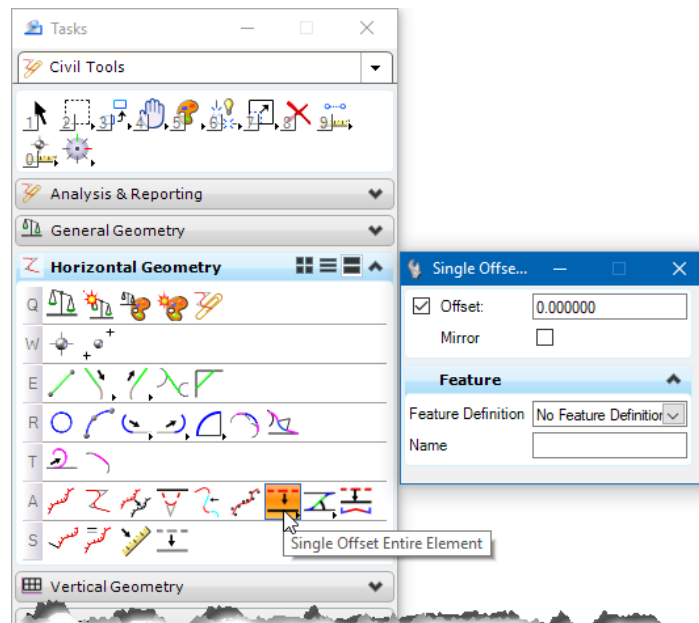 Tasks
Civil Tools
1 2 3 4 5 6 7 8 9
0
Analysis & Reporting
General Geometry
Horizontal Geometry
Q
W
E
R
T
A
S
Single Offset Entire Element
Vertical Geometry
Single Offse...
Offset: 0.000000
Mirror
Feature
Feature Definition No Feature Definition
Name